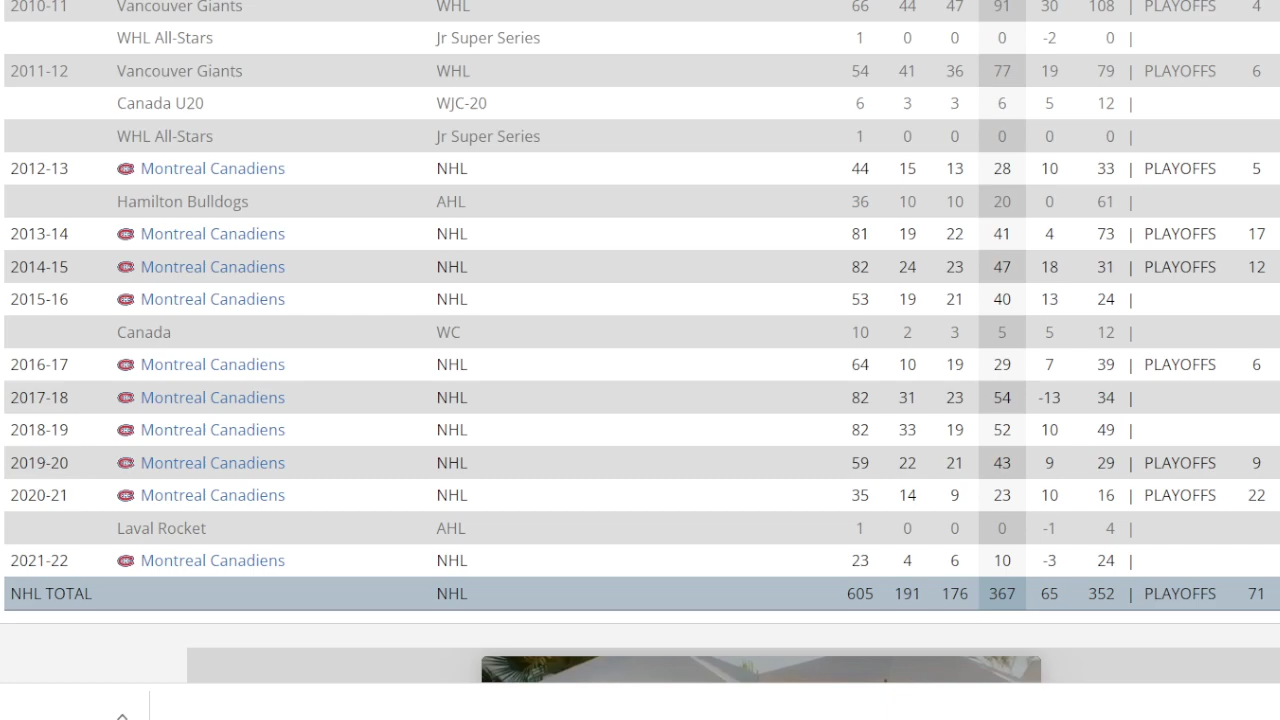 2010-11 Vancouver Giants WHL 66 44 47 91 30 108 | PLAYOFFS 4
WHL All-Stars Jr Super Series 1 0 0 0 -2 0 |
2011-12 Vancouver Giants WHL 54 41 36 77 19 79 | PLAYOFFS 6
Canada U20 WJC-20 6 3 3 6 5 12 |
WHL All-Stars Jr Super Series 1 0 0 0 0 0 |
2012-13 Montreal Canadiens NHL 44 15 13 28 10 33 | PLAYOFFS 5
Hamilton Bulldogs AHL 36 10 10 20 0 61 |
2013-14 Montreal Canadiens NHL 81 19 22 41 4 73 | PLAYOFFS 17
2014-15 Montreal Canadiens NHL 82 24 23 47 18 31 | PLAYOFFS 12
2015-16 Montreal Canadiens NHL 53 19 21 40 13 24 |
Canada WC 10 2 3 5 5 12 |
2016-17 Montreal Canadiens NHL 64 10 19 29 7 39 | PLAYOFFS 6
2017-18 Montreal Canadiens NHL 82 31 23 54 -13 34 |
2018-19 Montreal Canadiens NHL 82 33 19 52 10 49 |
2019-20 Montreal Canadiens NHL 59 22 21 43 9 29 | PLAYOFFS 9
2020-21 Montreal Canadiens NHL 35 14 9 23 10 16 | PLAYOFFS 22
Laval Rocket AHL 1 0 0 0 -1 4 |
2021-22 Montreal Canadiens NHL 23 4 6 10 -3 24 |
NHL TOTAL NHL 605 191 176 367 65 352 | PLAYOFFS 71